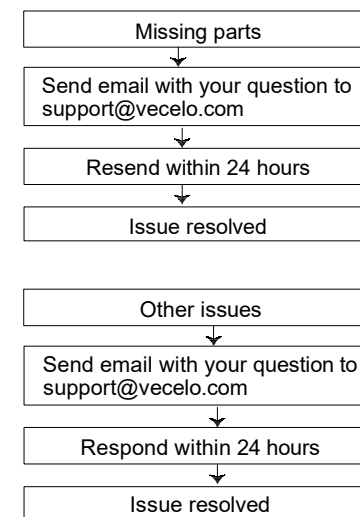 Missing parts
Send email with your question to
support@vecelo.com
Resend within 24 hours
Issue resolved
Other issues
Send email with your question to
support@vecelo.com
Respond within 24 hours
Issue resolved